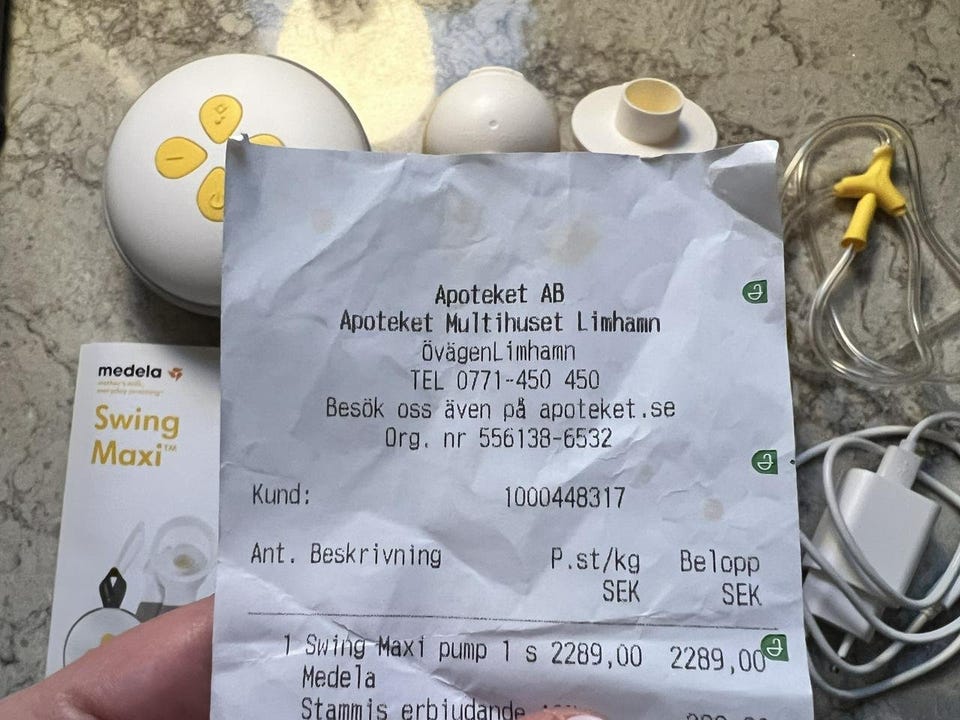 medela
Swing
Maxi™
Apoteket AB
Apoteket Multihuset Limhamn
ÖvägenLimhamn
TEL 0771-450 450
Besök oss även på apoteket.se
Org. nr 556138-6532
Kund: 1000448317
Ant. Beskrivning P.st/kg Belopp
SEK SEK
1 Swing Maxi pump 1 s 2289,00 2289,00
Medela
Stammis erbjudande